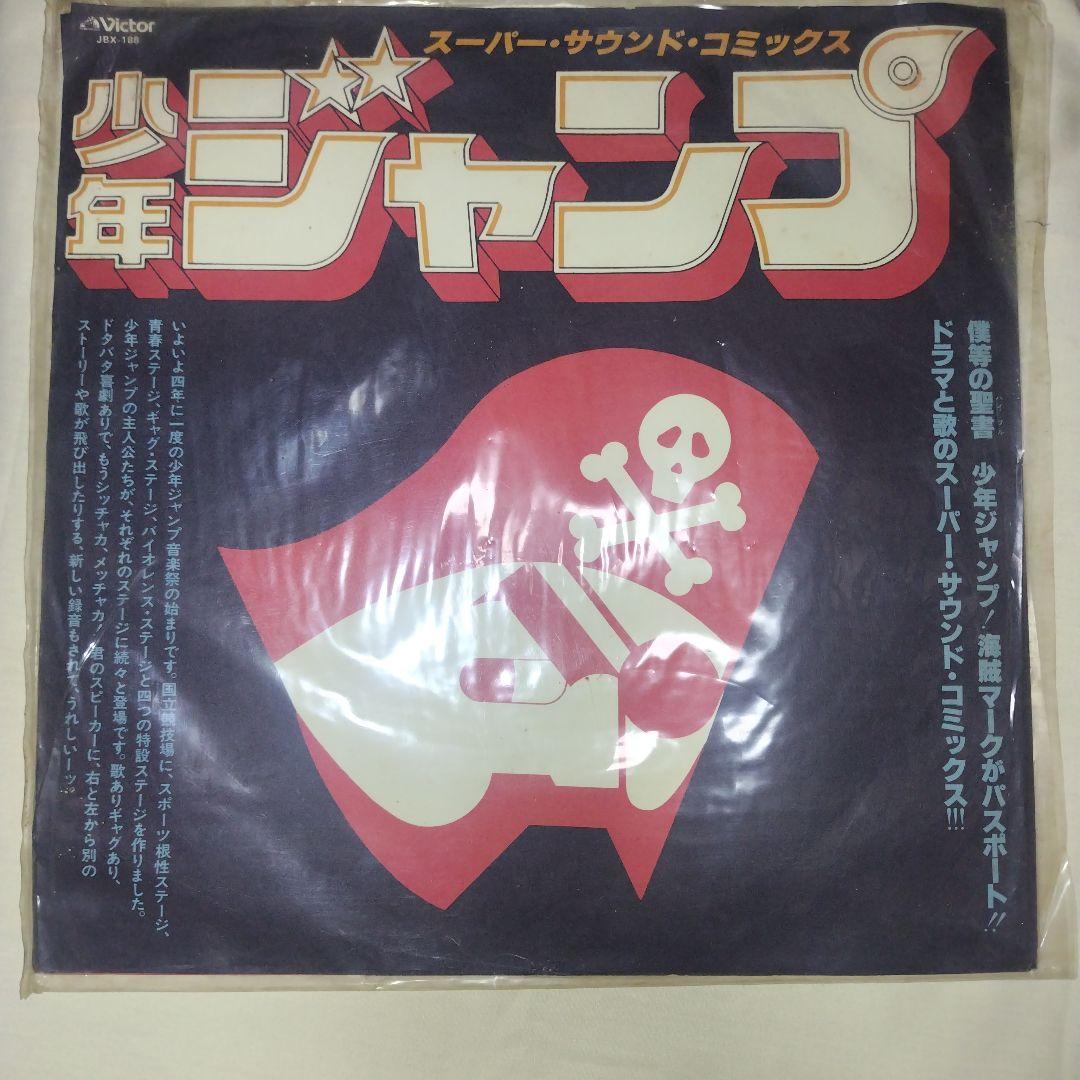 Victor
JBX-188
スーパー・サウンド・コミックス
少年ジャンプ
僕等の聖書 少年ジャンプ！海賊マークがパスポート!!
バイブル
ドラマと歌のスーパー・サウンド・コミックス!!!
いよいよ四年に一度の少年ジャンプ音楽祭の始まりです。国立競技場に、スポーツ根性ステージ、
青春ステージ、ギャグ・ステージ、バイオレンス・ステージと四つの特設ステージを作りました。
少年ジャンプの主人公たちが、それぞれのステージに続々と登場です。歌ありギャグあり、
ドタバタ喜劇ありで、もうシッチャカ、メッチャカ！君のスピーカーに、右と左から別の
ストーリーや歌が飛び出したりする、新しい録音もされて、うれしいーッ。